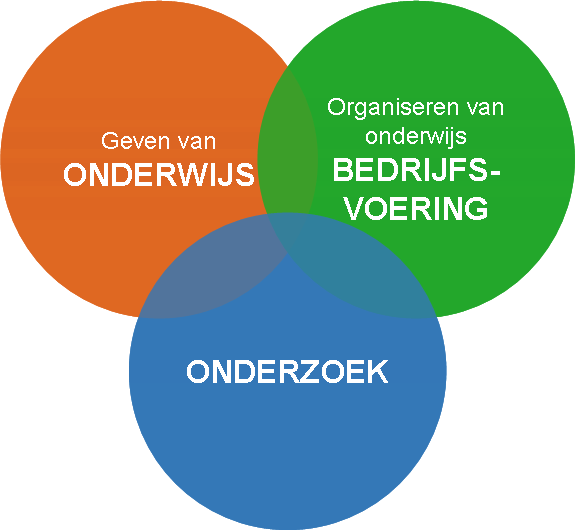 Geven van
ONDERWIJS
Organiseren van
onderwijs
BEDRIJFS-
VOERING
ONDERZOEK